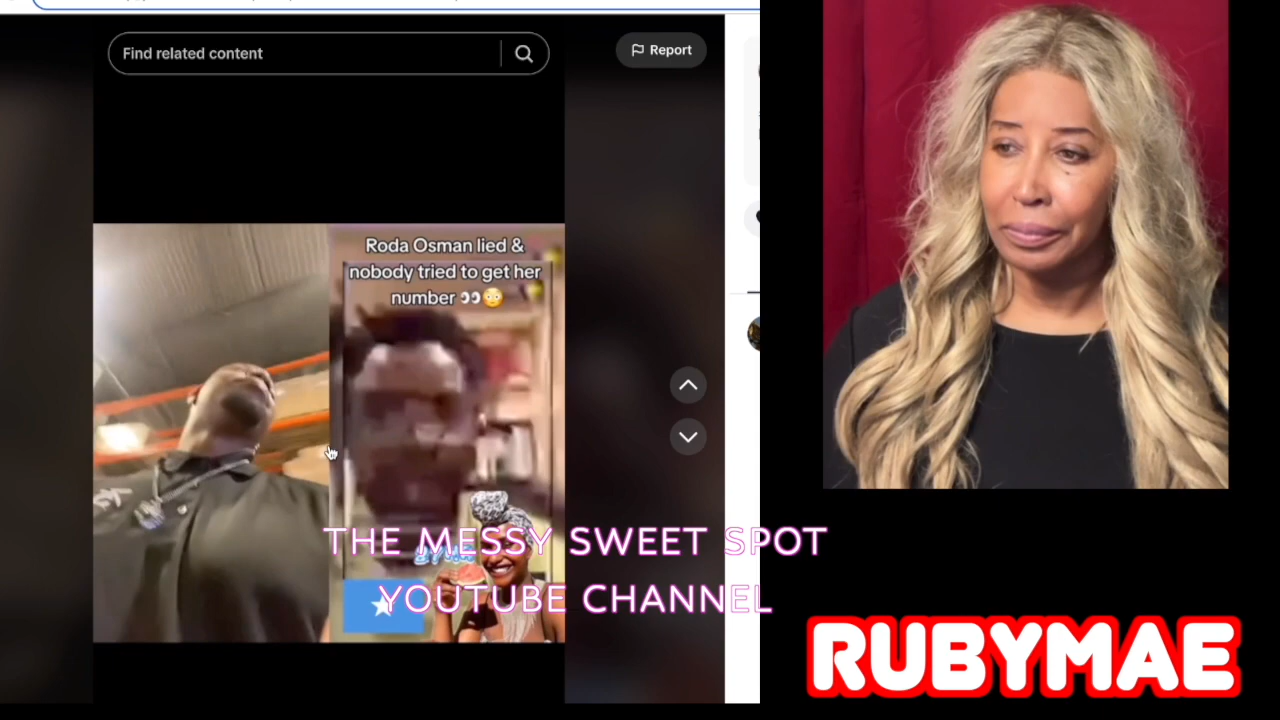 Find related content
Report
Roda Osman lied &
nobody tried to get her
number 👀😳
THE MESSY SWEET SPOT
YOUTUBE CHANNEL
RUBYMAE